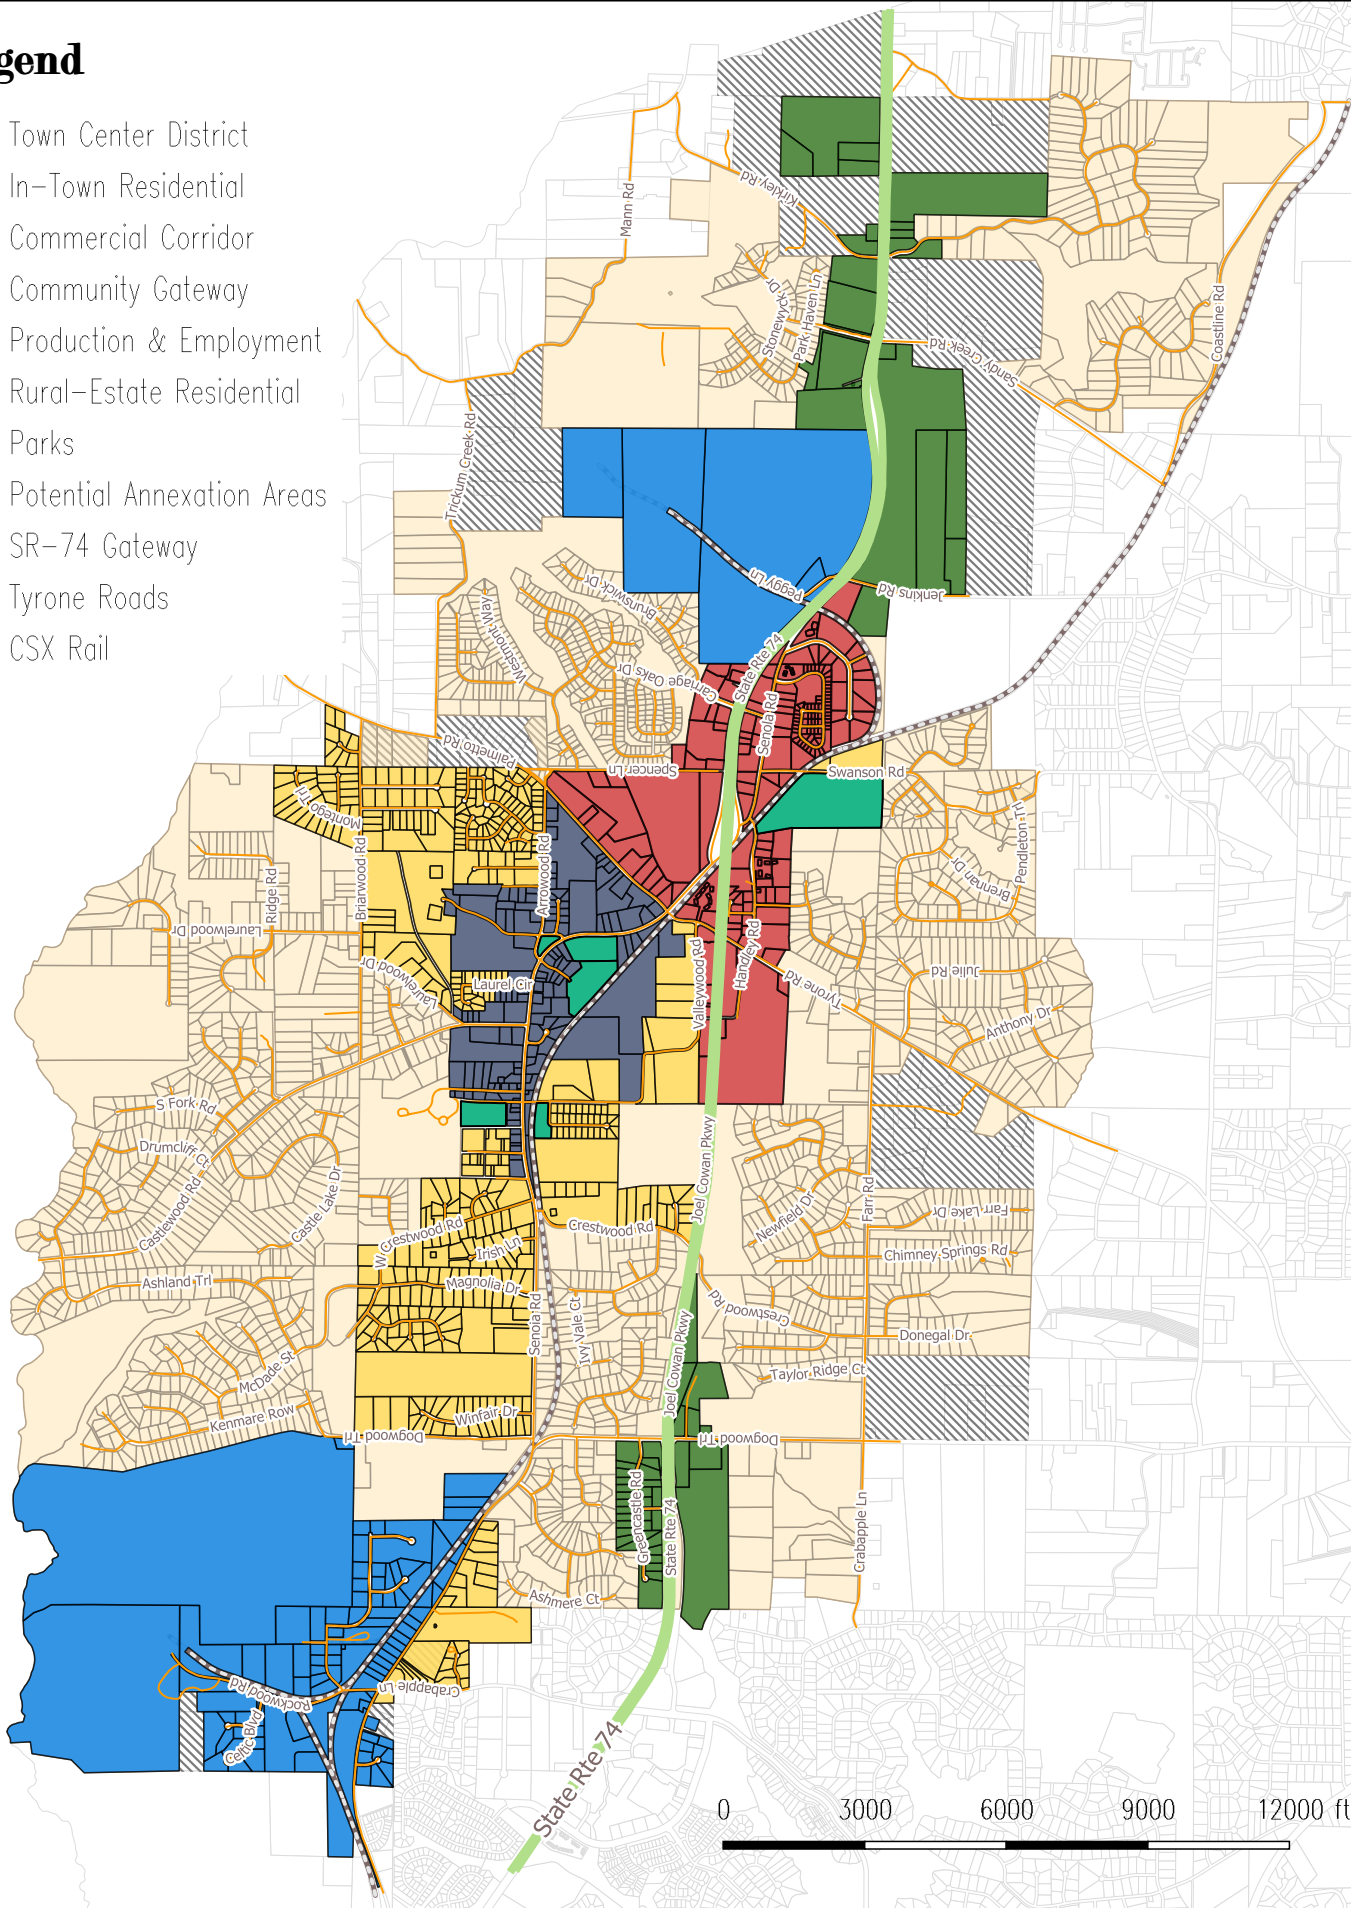 gend
Town Center District
In-Town Residential
Commercial Corridor
Community Gateway
Production & Employment
Rural-Estate Residential
Parks
Potential Annexation Areas
SR-74 Gateway
Tyrone Roads
CSX Rail
Mann Rd
Kirkley Rd
Stonewyck Dr
Park Haven Ln
Sandy Creek Rd
Coastline Rd
Trickum Creek Rd
Peggy Ln
Jenkins Rd
Brunswick Dr
Westmont Way
Carriage Oaks Dr
State Rte 74
Senoia Rd
Palmetto Rd
Spencer Ln
Swanson Rd
Montego Trl
Pendleton Trl
Brennan Dr
Briarwood Rd
Arrowood Rd
Ridge Rd
Laurelwood Dr
Laurelwood Dr
Laurel Cir
Valleywood Rd
Handley Rd
Tyrone Rd
Julie Rd
Anthony Dr
S Fork Rd
Drumcliff Ct
Castlewood Rd
Castle Lake Dr
Joel Cowan Pkwy
Farr Rd
Newfield Dr
Farr Lake Dr
Chimney Springs Rd
W Crestwood Rd
Irish Ln
Crestwood Rd
Ashland Trl
Magnolia Dr
Senoia Rd
Ivy Vale Ct
Joel Cowan Pkwy
Crestwood Rd
Donegal Dr
Taylor Ridge Ct
McDade St
Kenmare Row
Winfair Dr
Dogwood Trl
Dogwood Trl
Greencastle Rd
State Rte 74
Crabapple Ln
Ashmere Ct
Crabapple Ln
Rockwood Rd
Celtic Blvd
State Rte 74
0 3000 6000 9000 12000 ft